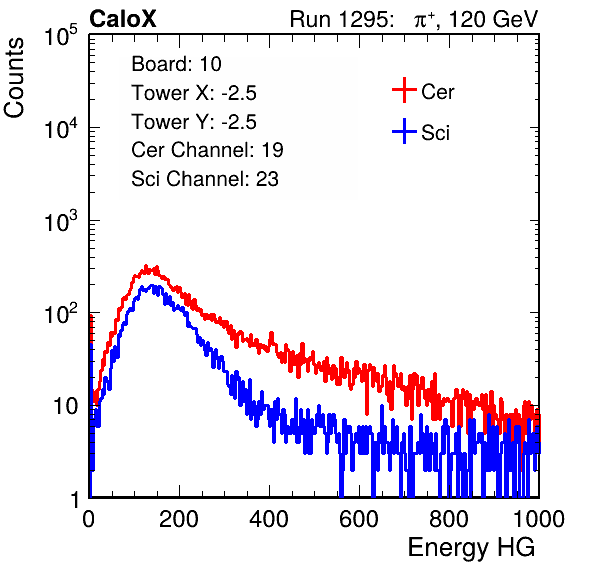 CaloX Run 1295: π⁺, 120 GeV
Counts
10⁵
10⁴
10³
10²
10
1
Board: 10
Tower X: -2.5
Tower Y: -2.5
Cer Channel: 19
Sci Channel: 23
Cer
Sci
0 200 400 600 800 1000
Energy HG